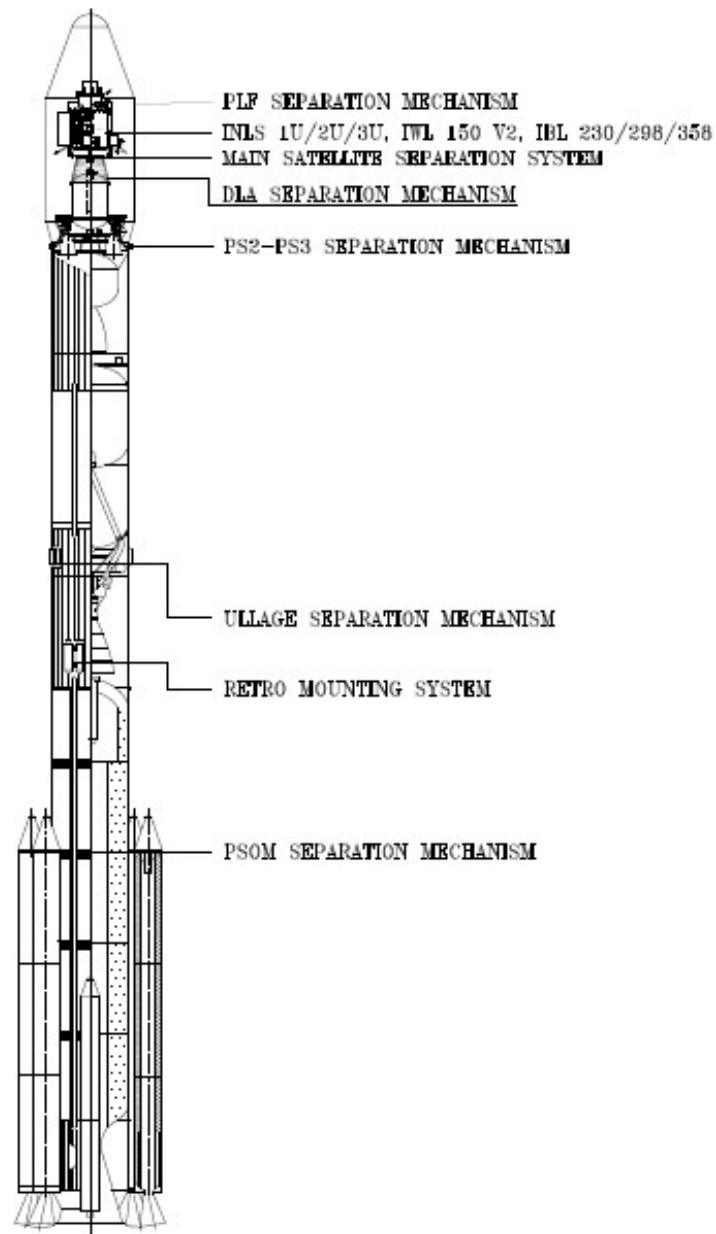 PLF SEPARATION MECHANISM
INLS 1U/2U/3U, IWL 150 V2, IBL 230/298/358
MAIN SATELLITE SEPARATION SYSTEM
DLA SEPARATION MECHANISM
PS2-PS3 SEPARATION MECHANISM
ULLAGE SEPARATION MECHANISM
RETRO MOUNTING SYSTEM
PSOM SEPARATION MECHANISM